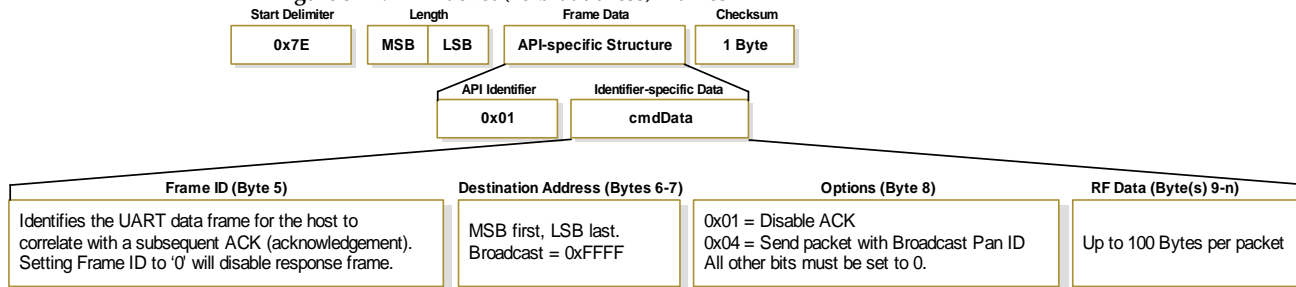 Start Delimiter
Length
Frame Data
Checksum
0x7E
MSB
LSB
API-specific Structure
1 Byte
API Identifier
Identifier-specific Data
0x01
cmdData
Frame ID (Byte 5)
Identifies the UART data frame for the host to
correlate with a subsequent ACK (acknowledgement).
Setting Frame ID to ‘0’ will disable response frame.
Destination Address (Bytes 6-7)
MSB first, LSB last.
Broadcast = 0xFFFF
Options (Byte 8)
0x01 = Disable ACK
0x04 = Send packet with Broadcast Pan ID
All other bits must be set to 0.
RF Data (Byte(s) 9-n)
Up to 100 Bytes per packet